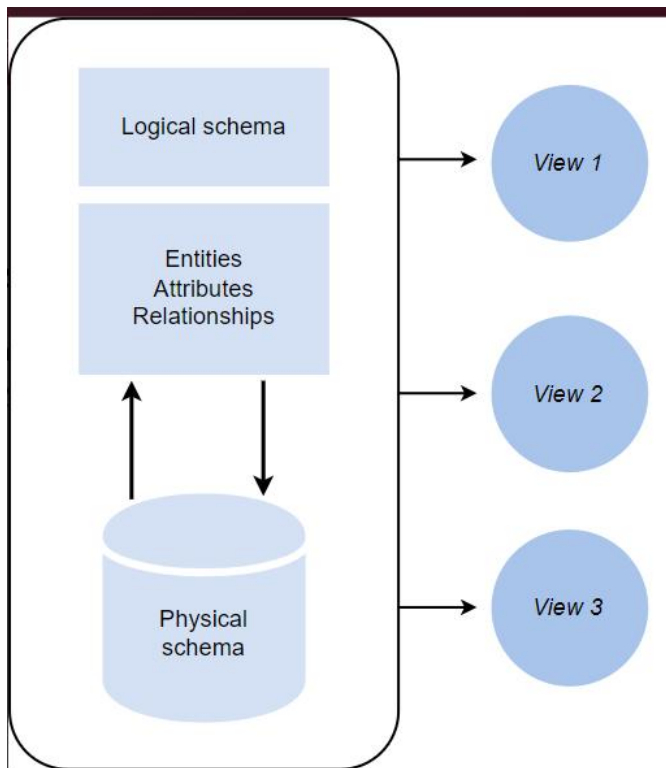 Logical schema
Entities
Attributes
Relationships
Physical
schema
View 1
View 2
View 3